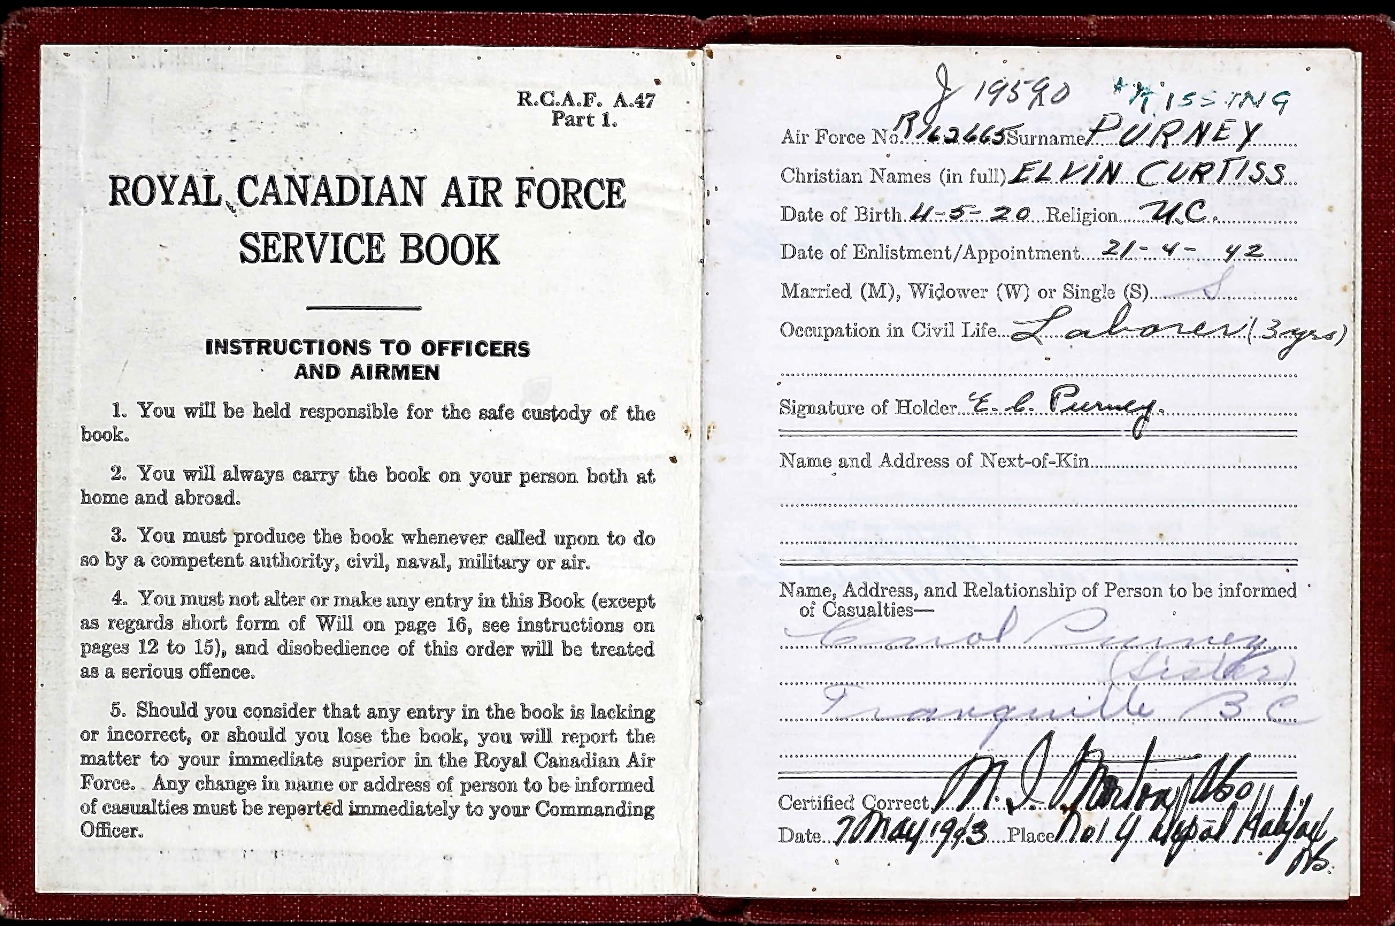 R.C.A.F. A.47
Part 1.
ROYAL CANADIAN AIR FORCE
SERVICE BOOK
INSTRUCTIONS TO OFFICERS
AND AIRMEN
1. You will be held responsible for the safe custody of the
book.
2. You will always carry the book on your person both at
home and abroad.
3. You must produce the book whenever called upon to do
so by a competent authority, civil, naval, military or air.
4. You must not alter or make any entry in this Book (except
as regards short form of Will on page 16, see instructions on
pages 12 to 15), and disobedience of this order will be treated
as a serious offence.
5. Should you consider that any entry in the book is lacking
or incorrect, or should you lose the book, you will report the
matter to your immediate superior in the Royal Canadian Air
Force. Any change in name or address of person to be informed
of casualties must be reported immediately to your Commanding
Officer.
J 19590 *MISSING
Air Force No. R162665 Surname PURNEY
Christian Names (in full) ELVIN CURTISS
Date of Birth 4-5-20 Religion U.C.
Date of Enlistment/Appointment 21-4-42
Married (M), Widower (W) or Single (S) S
Occupation in Civil Life Laborer (3 yrs)
Signature of Holder E. C. Purney.
Name and Address of Next-of-Kin
Name, Address, and Relationship of Person to be informed
of Casualties—
Carol Purney
(Sister)
Tranquille BC
Certified Correct M. I.
Date 7 May 1943 Place No 1 Y Depot Halifax
NS.